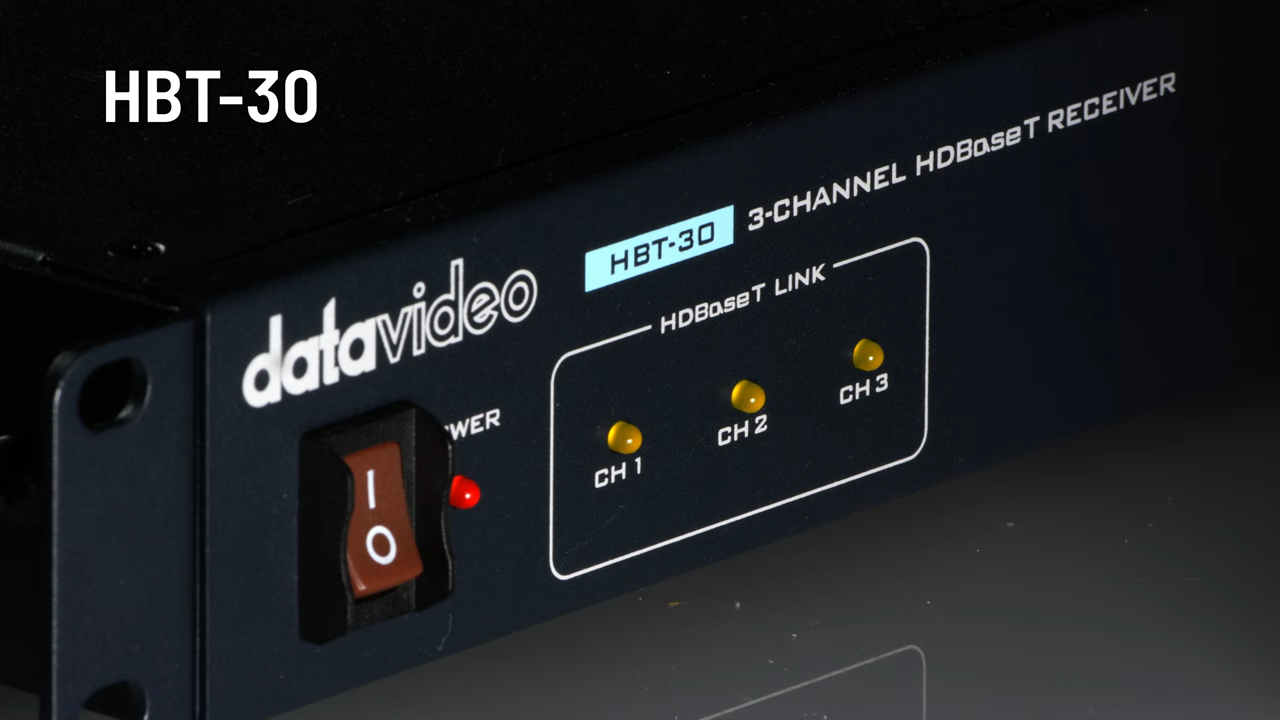 HBT-30
3-CHANNEL HDBaseT RECEIVER
HBT-30
HDBaseT LINK
datavideo
CH 1
CH 2
CH 3
I
O